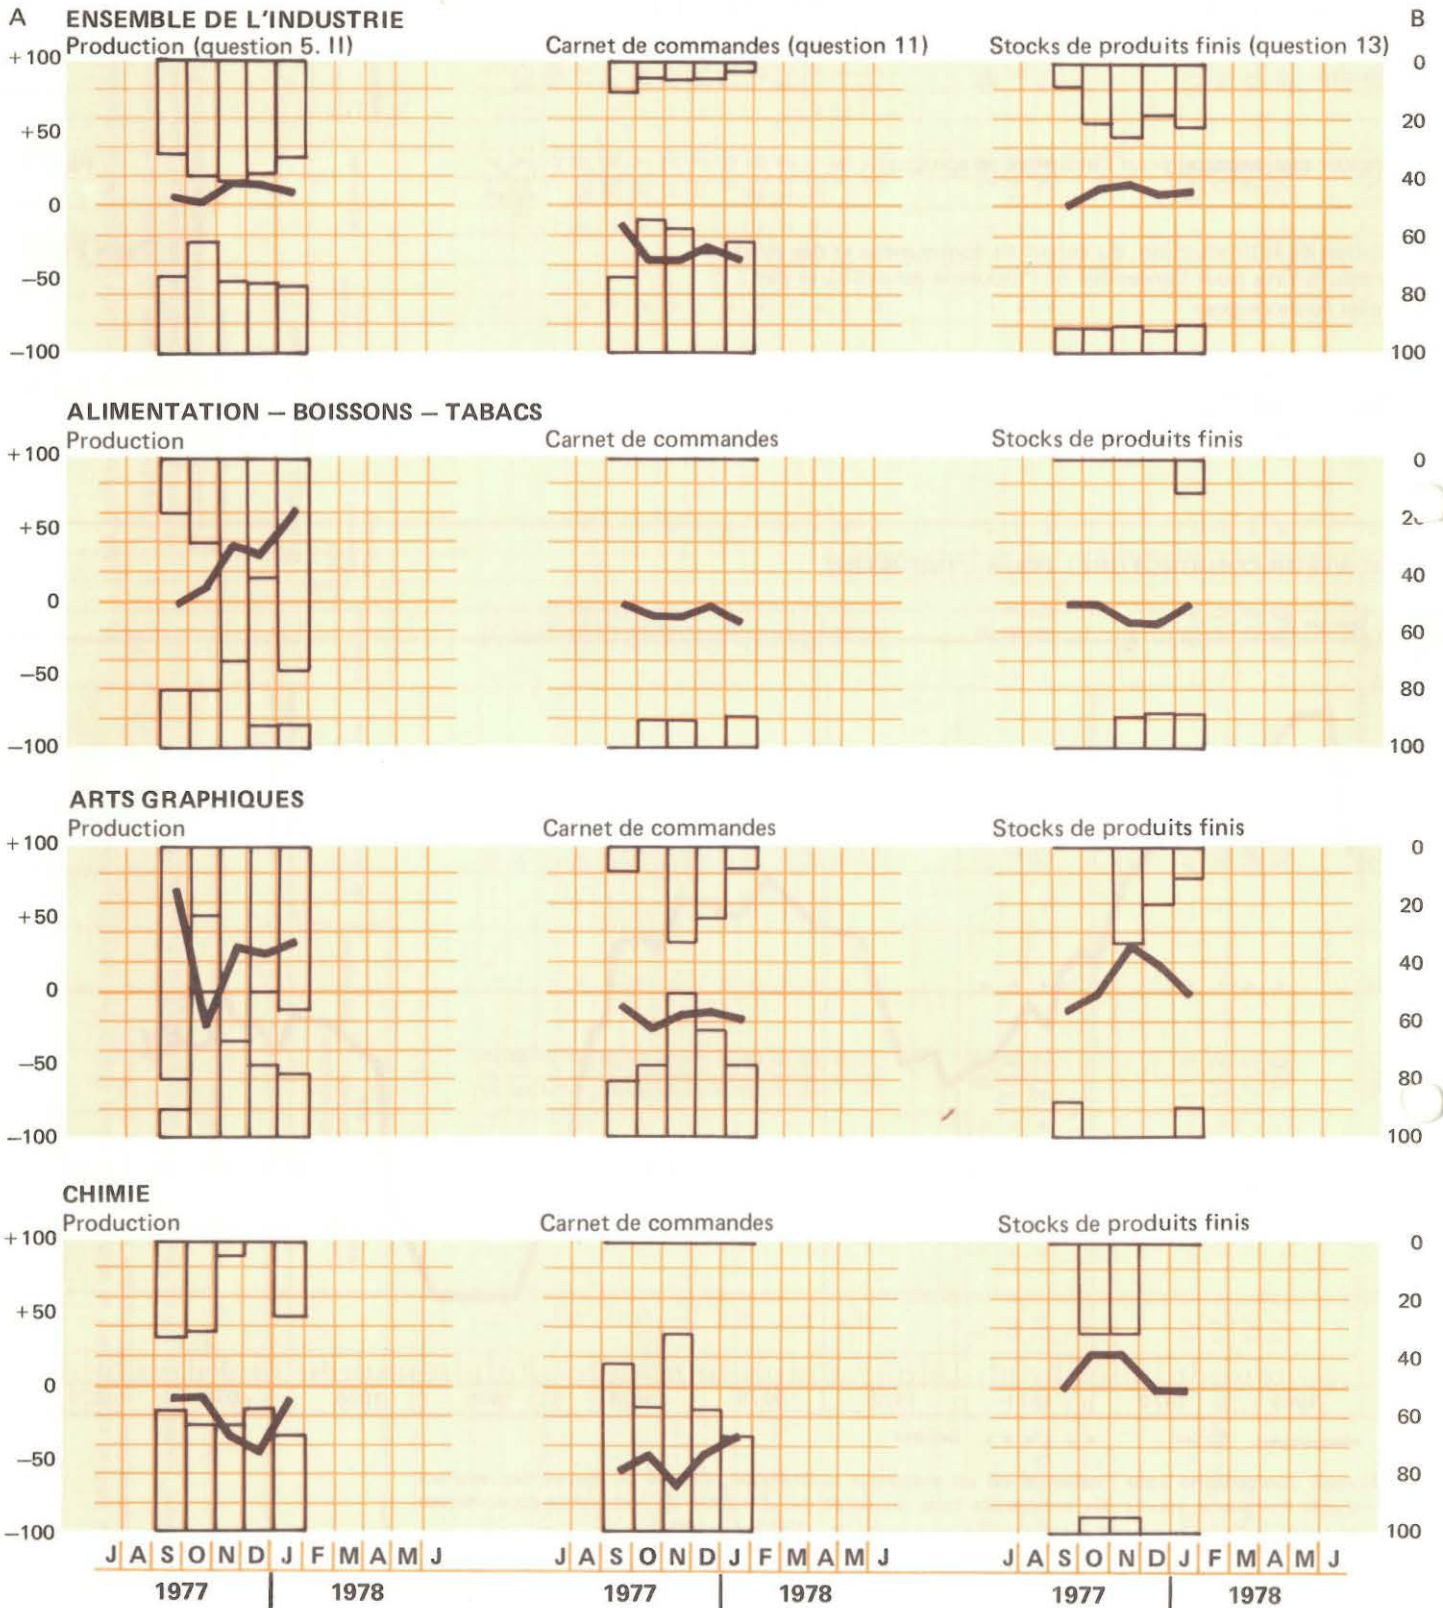 A ENSEMBLE DE L'INDUSTRIE B
Production (question 5. II) Carnet de commandes (question 11) Stocks de produits finis (question 13)
+100 0
+50 20
40
0
60
−50 80
−100 100
ALIMENTATION — BOISSONS — TABACS
Production Carnet de commandes Stocks de produits finis
+100 0
+50 2
40
0
60
−50 80
−100 100
ARTS GRAPHIQUES
Production Carnet de commandes Stocks de produits finis
+100 0
+50 20
40
0
60
−50 80
−100 100
CHIMIE
Production Carnet de commandes Stocks de produits finis
+100 0
+50 20
40
0
60
−50 80
−100 100
J A S O N D J F M A M J J A S O N D J F M A M J J A S O N D J F M A M J
1977 1978 1977 1978 1977 1978